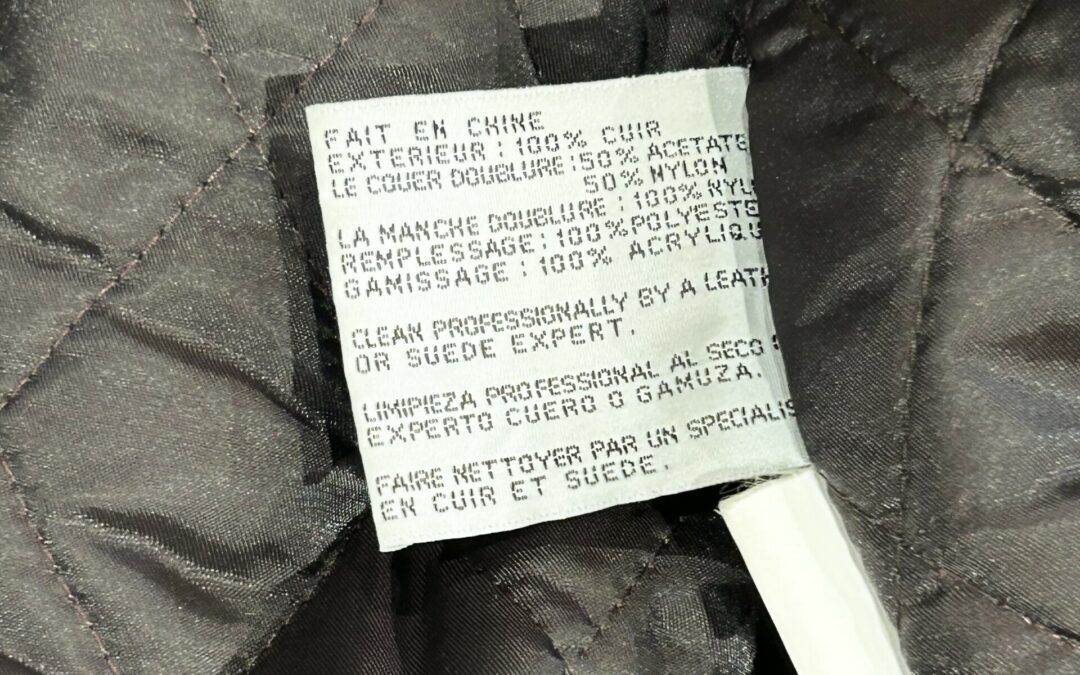 FAIT EN CHINE
EXTERIEUR : 100% CUIR
LE COUER DOUBLURE : 50% ACETATE
50% NYLON
LA MANCHE DOUBLURE : 100% NYL
REMPLESSAGE : 100% POLYESTE
GAMISSAGE : 100% ACRYLIQU
CLEAN PROFESSIONALLY BY A LEATH
OR SUEDE EXPERT.
LIMIPIEZA PROFESSIONAL AL SECO
EXPERTO CUERO O GAMUZA.
FAIRE NETTOYER PAR UN SPECIALIS
EN CUIR ET SUEDE.